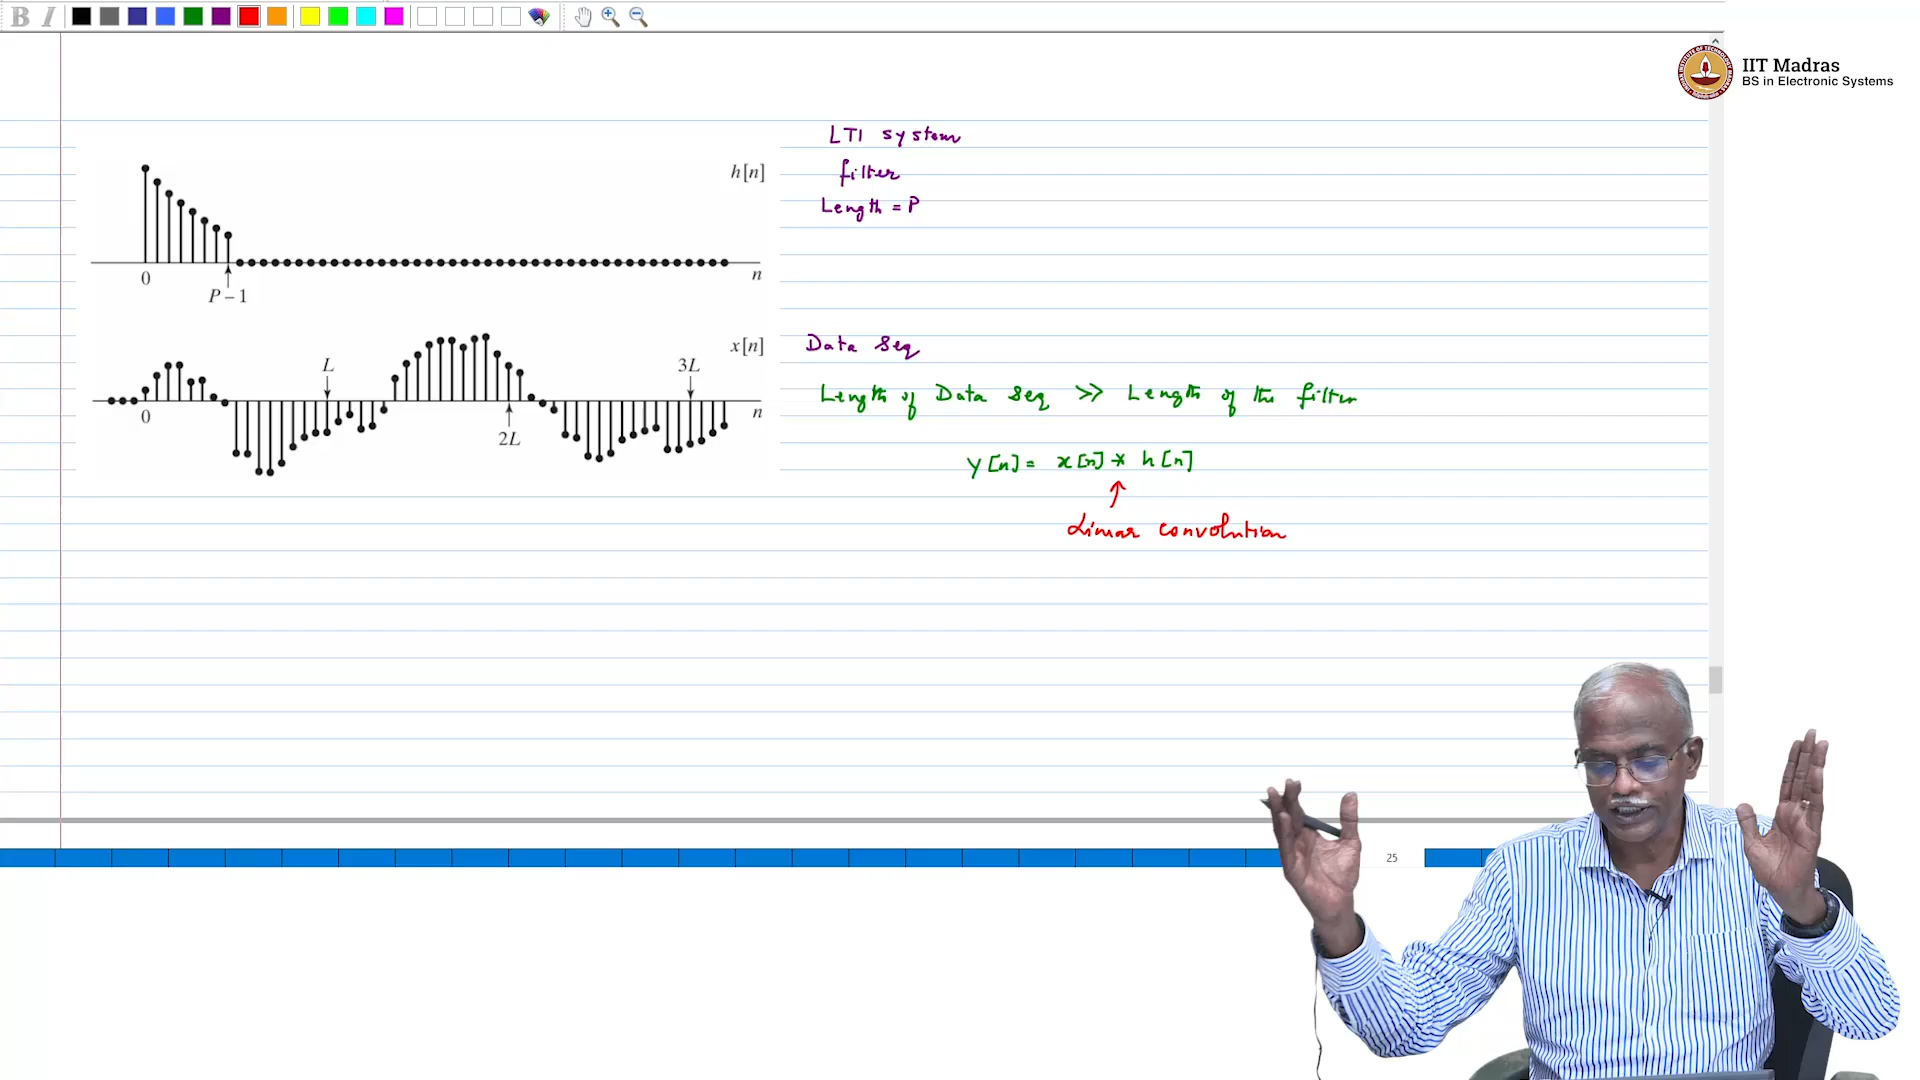 B I
IIT Madras
BS in Electronic Systems
LTI system
h[n]
filter
Length = P
0
n
P – 1
x[n]
Data Seq
L
3L
Length of Data Seq >> Length of the filter
0
n
2L
y[n] = x[n] * h[n]
↑
Linear convolution
25